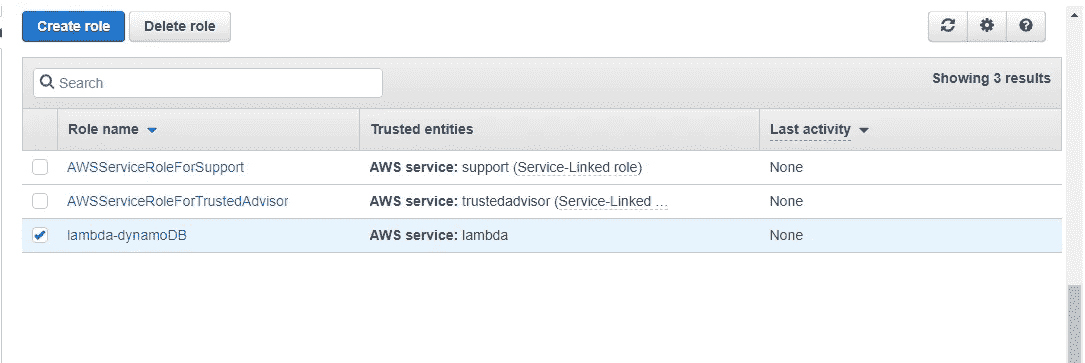 Create role Delete role
Search Showing 3 results
Role name Trusted entities Last activity
AWSServiceRoleForSupport AWS service: support (Service-Linked role) None
AWSServiceRoleForTrustedAdvisor AWS service: trustedadvisor (Service-Linked … None
lambda-dynamoDB AWS service: lambda None